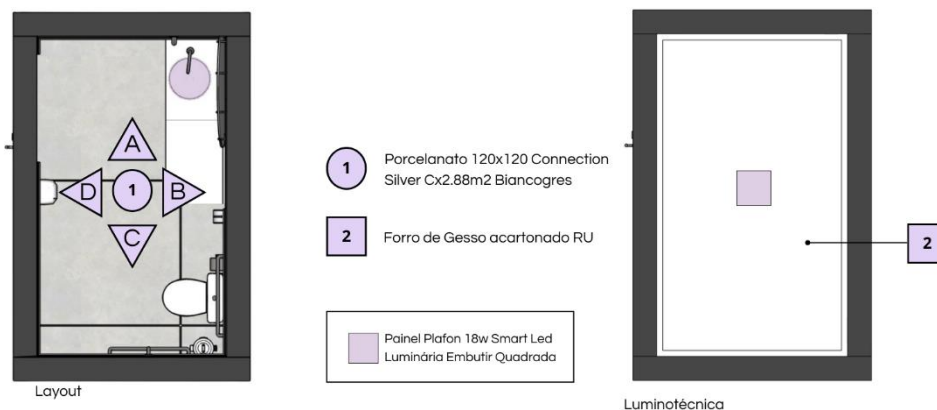 A
D
1
B
C
Layout
1
Porcelanato 120x120 Connection
Silver Cx2.88m2 Biancogres
2
Forro de Gesso acartonado RU
Painel Plafon 18w Smart Led
Luminária Embutir Quadrada
2
Luminotécnica